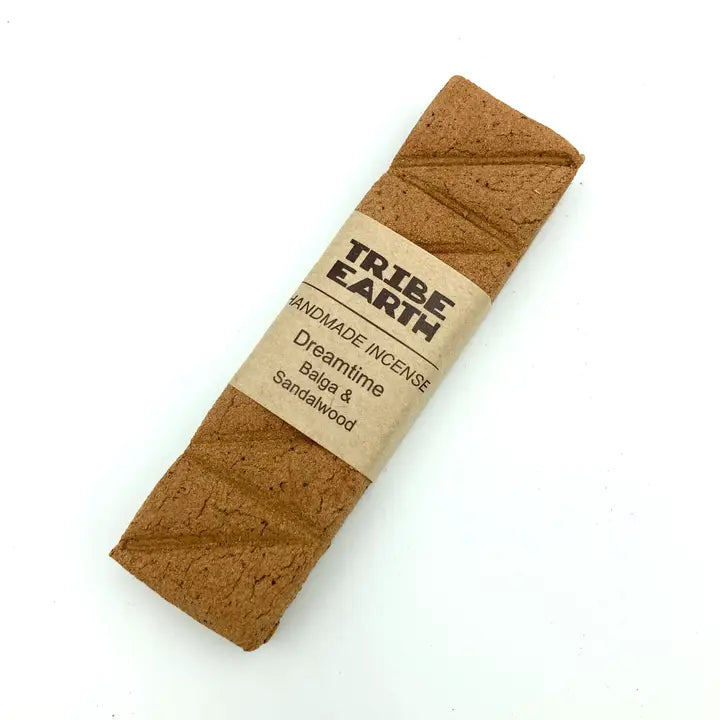 TRIBE
EARTH
HANDMADE INCENSE
Dreamtime
Balga &
Sandalwood